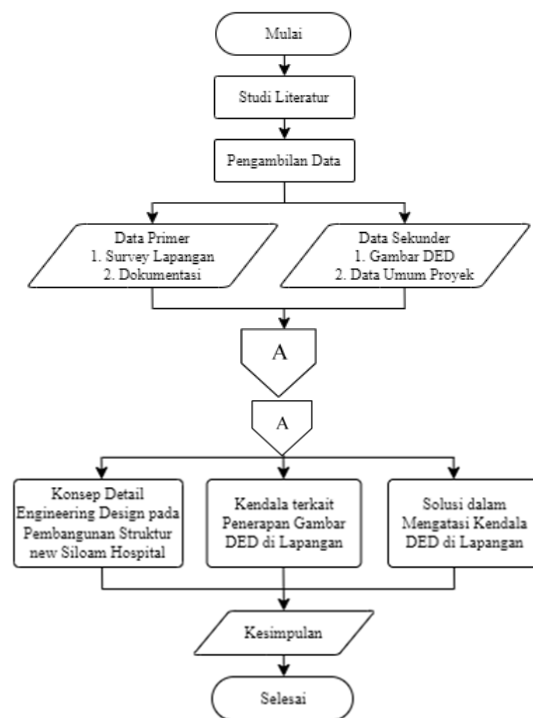 Mulai
Studi Literatur
Pengambilan Data
Data Primer
1. Survey Lapangan
2. Dokumentasi
Data Sekunder
1. Gambar DED
2. Data Umum Proyek
A
A
Konsep Detail
Engineering Design pada
Pembangunan Struktur
new Siloam Hospital
Kendala terkait
Penerapan Gambar
DED di Lapangan
Solusi dalam
Mengatasi Kendala
DED di Lapangan
Kesimpulan
Selesai